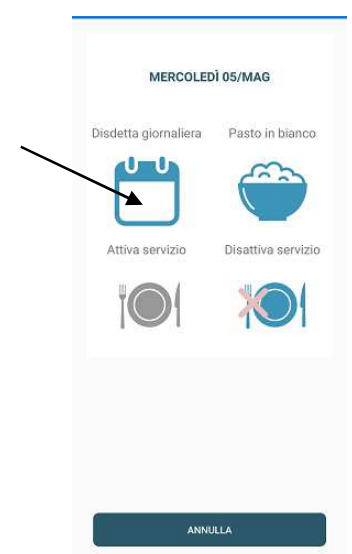 MERCOLEDÌ 05/MAG
Disdetta giornaliera Pasto in bianco
Attiva servizio Disattiva servizio
ANNULLA